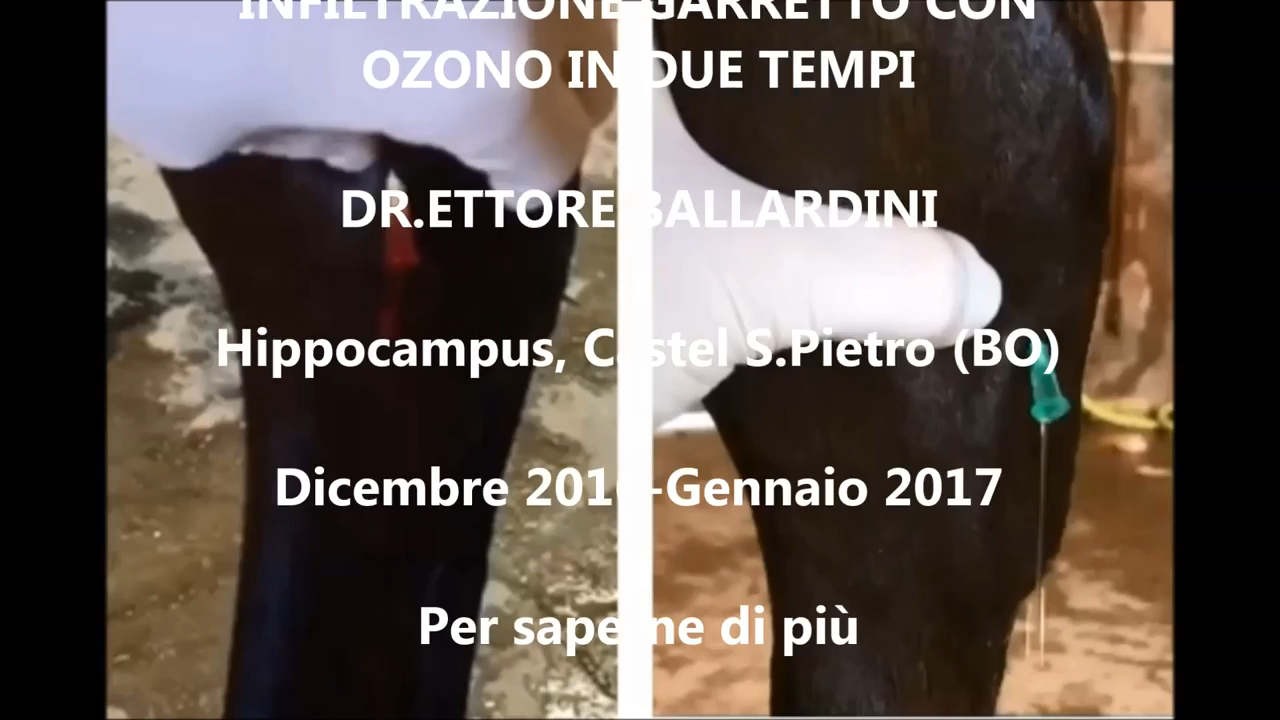 INFILTRAZIONE GARRETTO CON
OZONO IN DUE TEMPI
DR.ETTORE BALLARDINI
Hippocampus, Castel S.Pietro (BO)
Dicembre 2016-Gennaio 2017
Per saperne di più